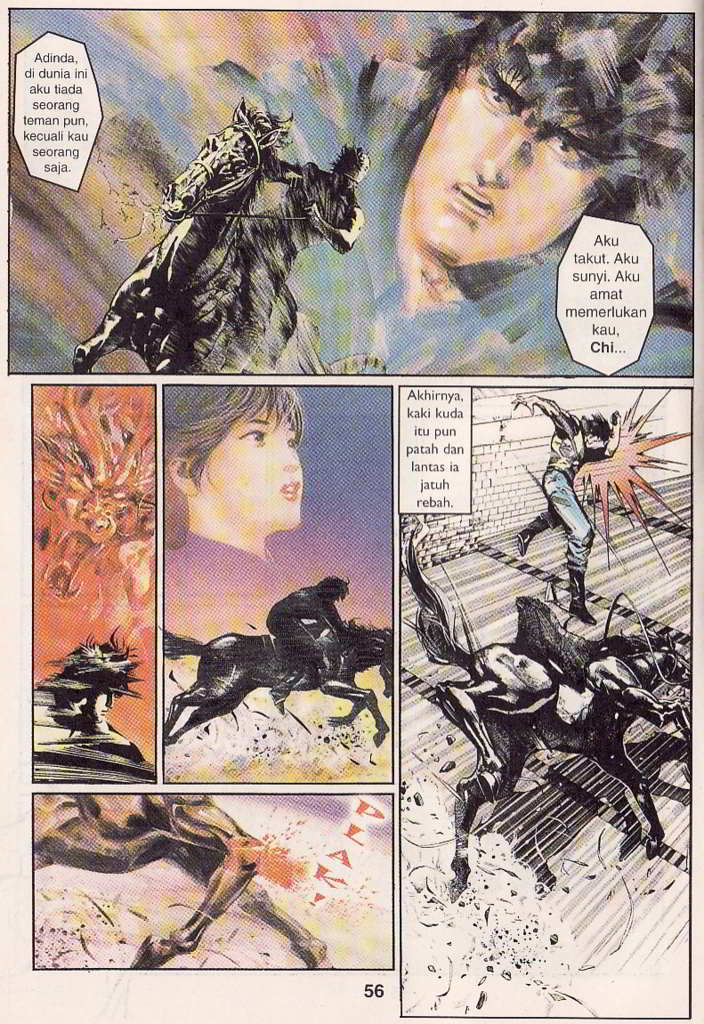 Adinda,
di dunia ini
aku tiada
seorang
teman pun,
kecuali kau
seorang
saja.
Aku
takut. Aku
sunyi. Aku
amat
memerlukan
kau,
Chi...
Akhirnya,
kaki kuda
itu pun
patah dan
lantas ia
jatuh
rebah.
PLAK!
56